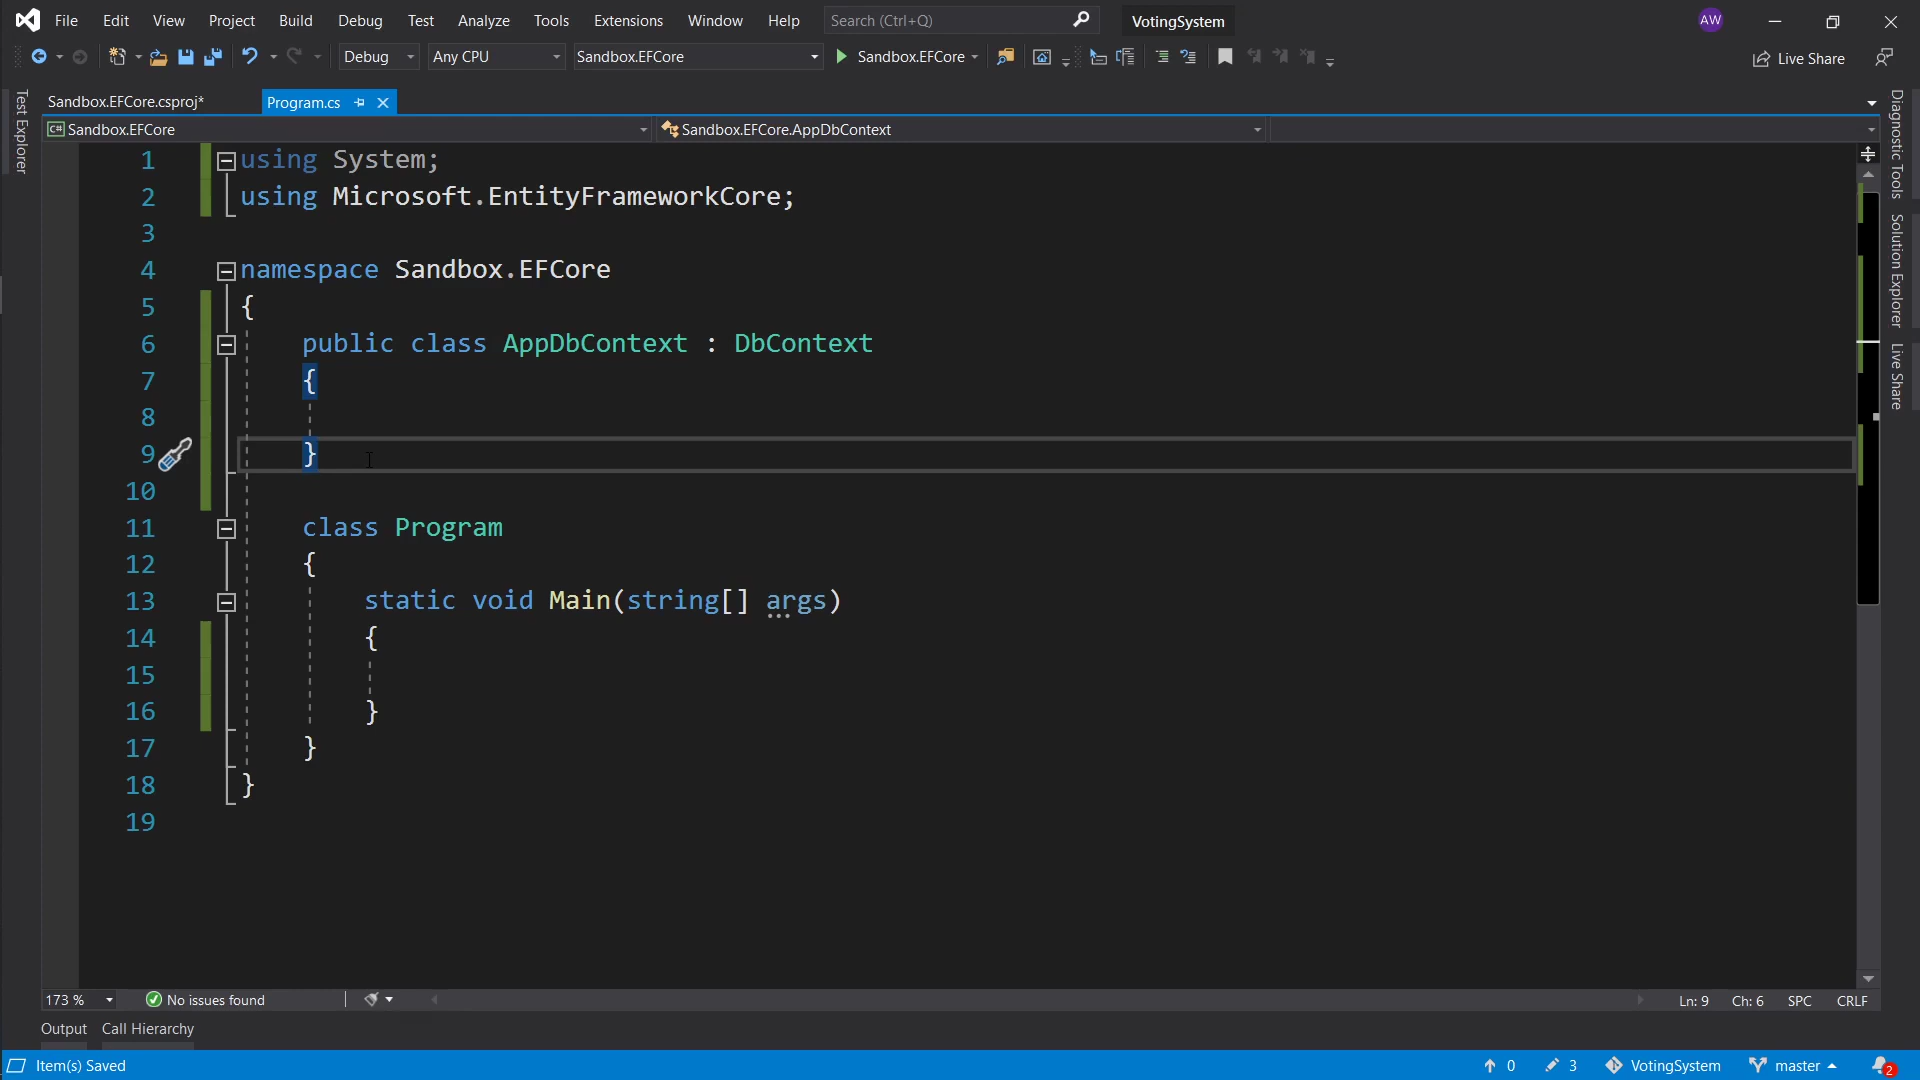 File Edit View Project Build Debug Test Analyze Tools Extensions Window Help Search (Ctrl+Q) VotingSystem AW
Debug Any CPU Sandbox.EFCore Sandbox.EFCore Live Share
Sandbox.EFCore.csproj* Program.cs
C# Sandbox.EFCore Sandbox.EFCore.AppDbContext
Test Explorer
Diagnostic Tools
Solution Explorer
Live Share
1 using System;
2 using Microsoft.EntityFrameworkCore;
3
4 namespace Sandbox.EFCore
5 {
6 public class AppDbContext : DbContext
7 {
8
9 }
10
11 class Program
12 {
13 static void Main(string[] args)
14 {
15
16 }
17 }
18 }
19
173 % No issues found Ln: 9 Ch: 6 SPC CRLF
Output Call Hierarchy
Item(s) Saved 0 3 VotingSystem master 2